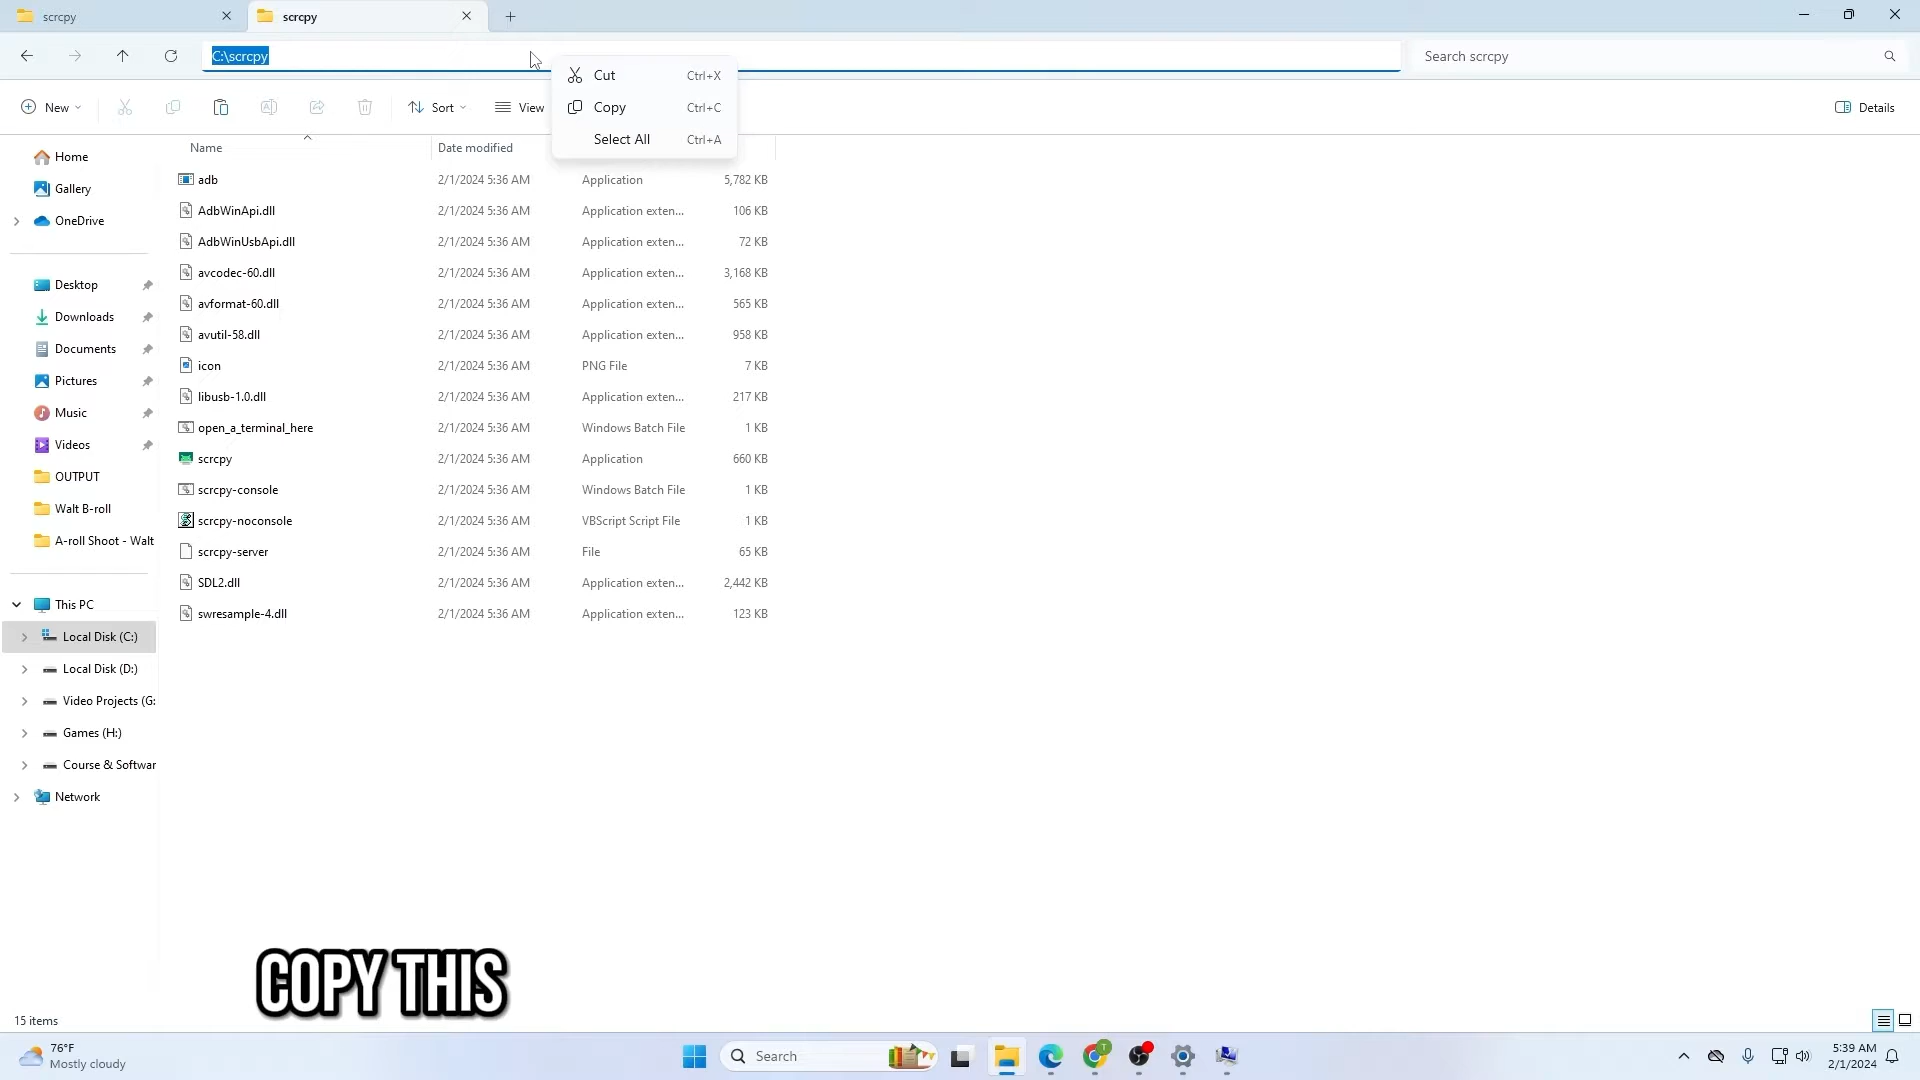 scrcpy
scrcpy
C:\scrcpy
Search scrcpy
New
Sort
View
Details
Cut Ctrl+X
Copy Ctrl+C
Select All Ctrl+A
Name Date modified
Home
Gallery
OneDrive
Desktop
Downloads
Documents
Pictures
Music
Videos
OUTPUT
Walt B-roll
A-roll Shoot - Walt
This PC
Local Disk (C:)
Local Disk (D:)
Video Projects (G:
Games (H:)
Course & Softwar
Network
adb 2/1/2024 5:36 AM Application 5,782 KB
AdbWinApi.dll 2/1/2024 5:36 AM Application exten... 106 KB
AdbWinUsbApi.dll 2/1/2024 5:36 AM Application exten... 72 KB
avcodec-60.dll 2/1/2024 5:36 AM Application exten... 3,168 KB
avformat-60.dll 2/1/2024 5:36 AM Application exten... 565 KB
avutil-58.dll 2/1/2024 5:36 AM Application exten... 958 KB
icon 2/1/2024 5:36 AM PNG File 7 KB
libusb-1.0.dll 2/1/2024 5:36 AM Application exten... 217 KB
open_a_terminal_here 2/1/2024 5:36 AM Windows Batch File 1 KB
scrcpy 2/1/2024 5:36 AM Application 660 KB
scrcpy-console 2/1/2024 5:36 AM Windows Batch File 1 KB
scrcpy-noconsole 2/1/2024 5:36 AM VBScript Script File 1 KB
scrcpy-server 2/1/2024 5:36 AM File 65 KB
SDL2.dll 2/1/2024 5:36 AM Application exten... 2,442 KB
swresample-4.dll 2/1/2024 5:36 AM Application exten... 123 KB
COPY THIS
15 items
76°F
Mostly cloudy
Search
T
5:39 AM
2/1/2024